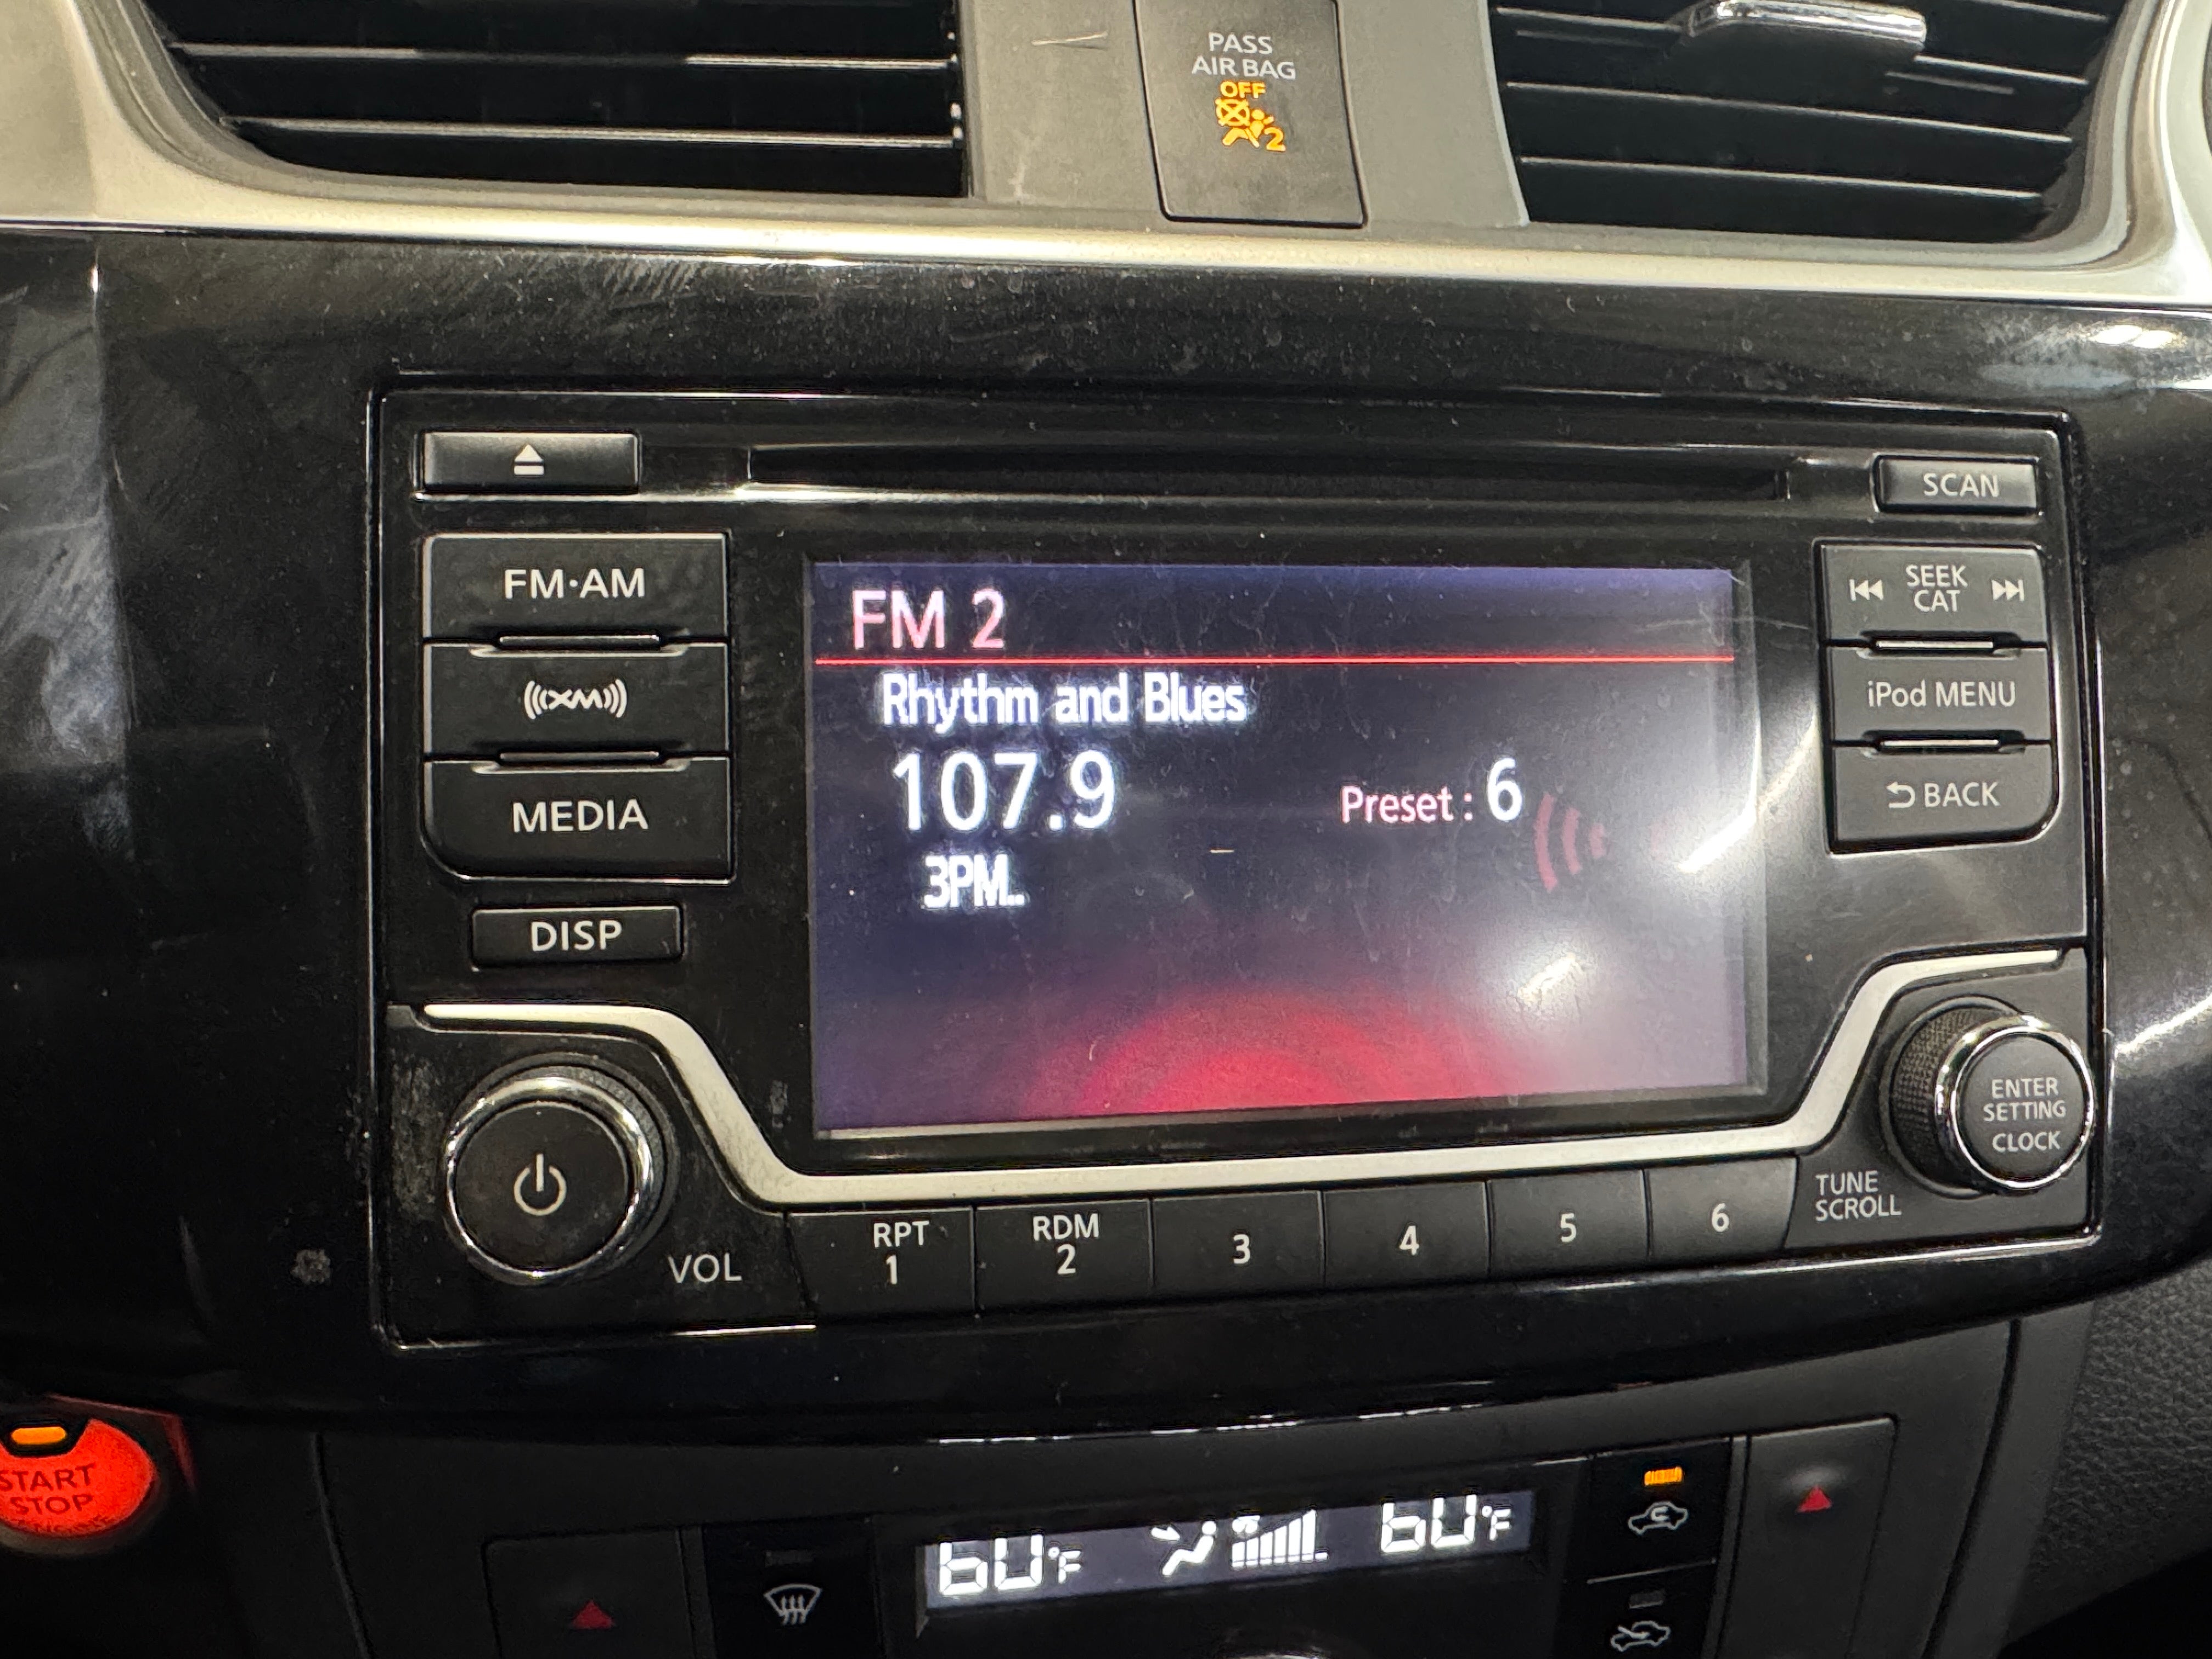 PASS
AIR BAG
OFF
2
SCAN
FM·AM
SEEK
CAT
XM
iPod MENU
MEDIA
BACK
DISP
FM 2
Rhythm and Blues
107.9
Preset : 6
3PM..
ENTER
SETTING
CLOCK
TUNE
SCROLL
VOL
RPT
1
RDM
2
3
4
5
6
START
STOP
60°F
60°F